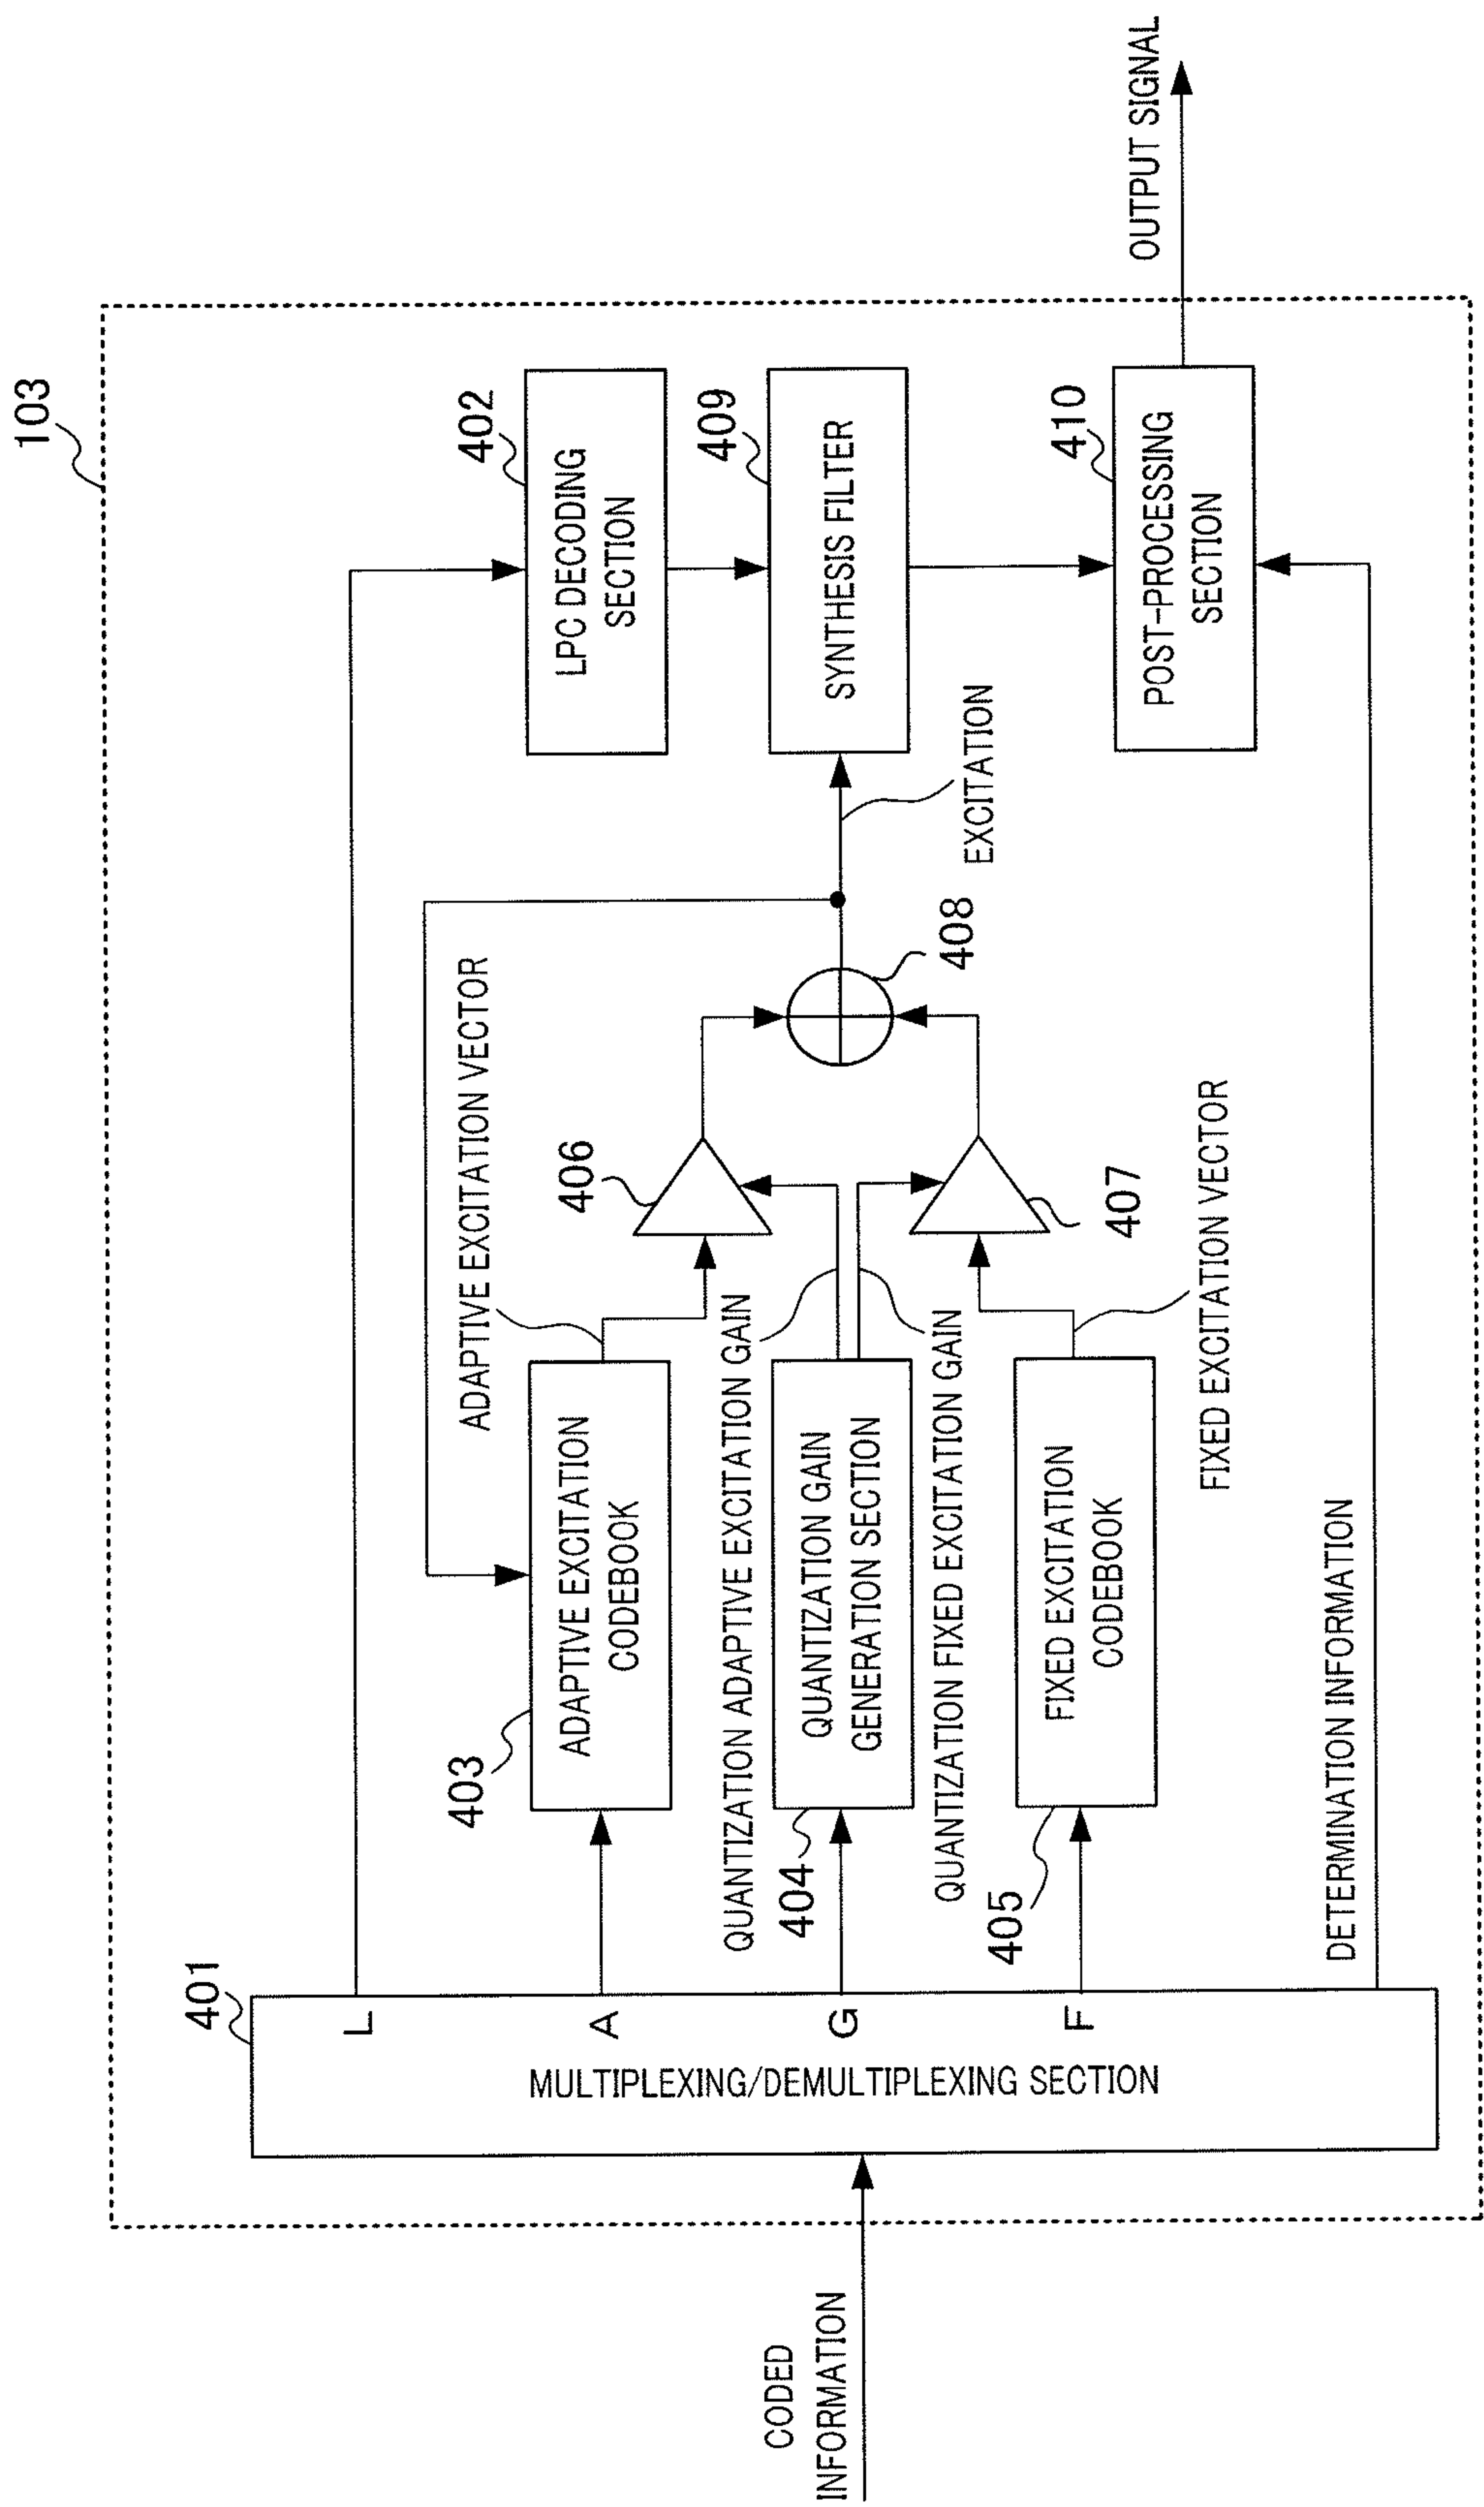 103
401
L
A
G
F
MULTIPLEXING/DEMULTIPLEXING SECTION
CODED
INFORMATION
403
ADAPTIVE EXCITATION
CODEBOOK
ADAPTIVE EXCITATION VECTOR
QUANTIZATION ADAPTIVE EXCITATION GAIN
404
QUANTIZATION GAIN
GENERATION SECTION
QUANTIZATION FIXED EXCITATION GAIN
405
FIXED EXCITATION
CODEBOOK
FIXED EXCITATION VECTOR
DETERMINATION INFORMATION
406
407
408
EXCITATION
402
LPC DECODING
SECTION
409
SYNTHESIS FILTER
410
POST-PROCESSING
SECTION
OUTPUT SIGNAL